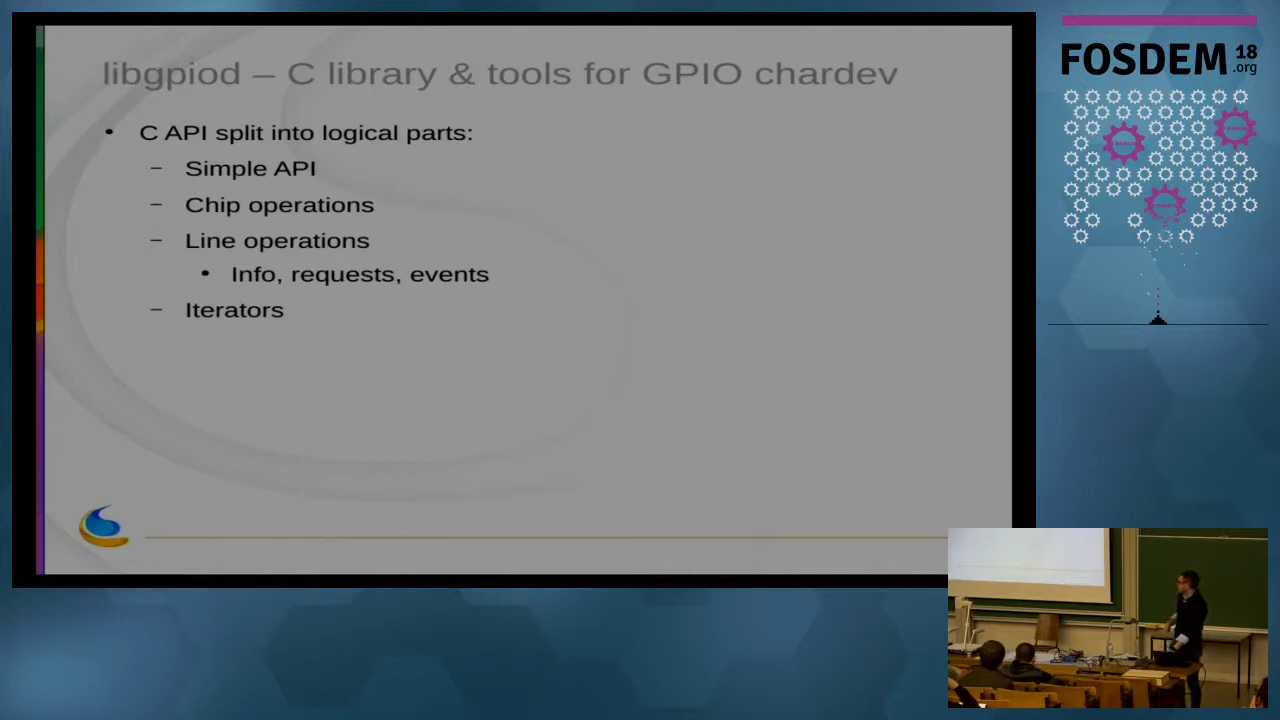 libgpiod – C library & tools for GPIO chardev
• C API split into logical parts:
– Simple API
– Chip operations
– Line operations
• Info, requests, events
– Iterators
FOSDEM 18
.org